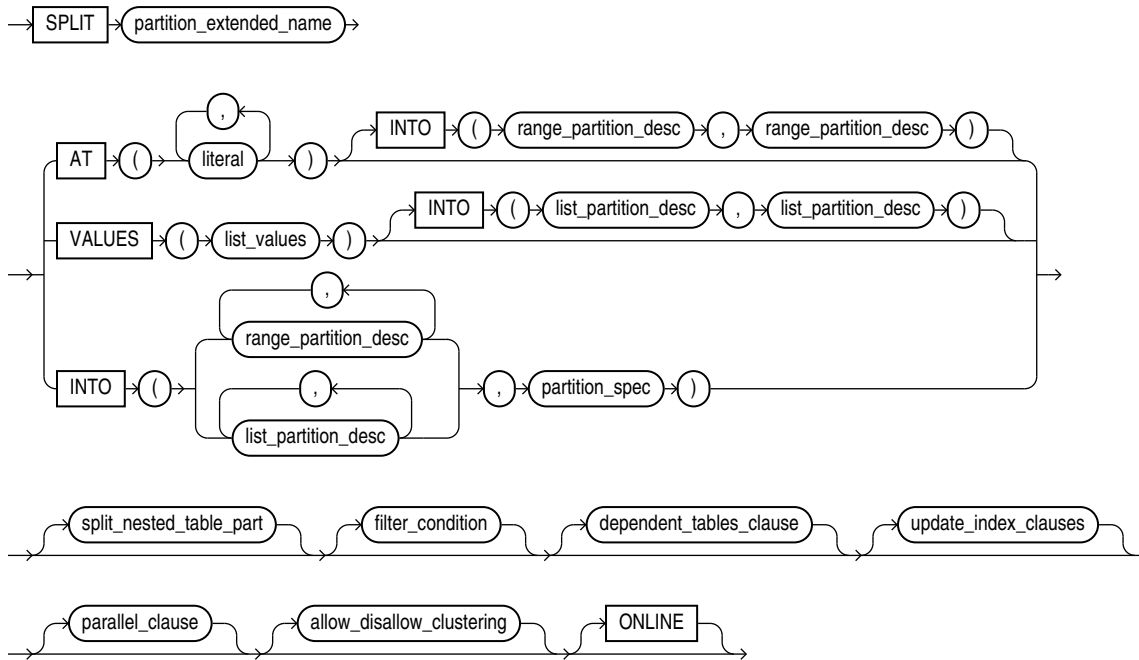 SPLIT partition_extended_name
,
INTO ( range_partition_desc , range_partition_desc )
AT ( literal )
INTO ( list_partition_desc , list_partition_desc )
VALUES ( list_values )
,
range_partition_desc
INTO ( , , partition_spec )
list_partition_desc
split_nested_table_part filter_condition dependent_tables_clause update_index_clauses
parallel_clause allow_disallow_clustering ONLINE